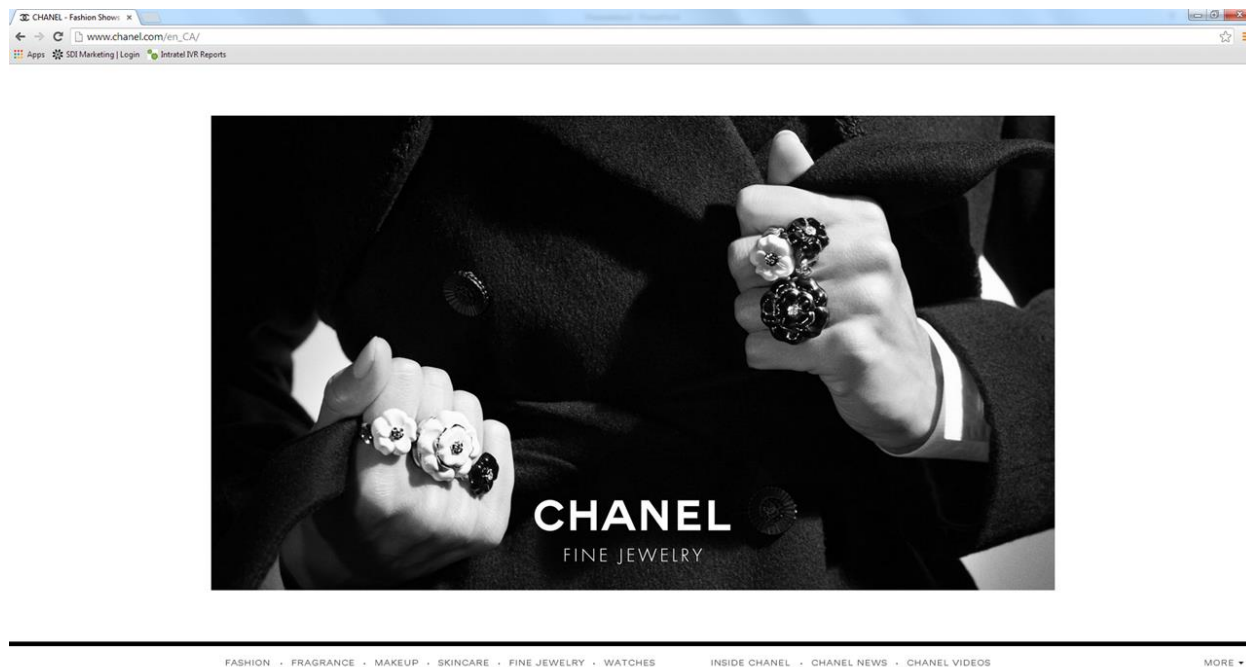 CHANEL - Fashion Shows
www.chanel.com/en_CA/
Apps SDI Marketing | Login Intratel IVR Reports
CHANEL
FINE JEWELRY
FASHION • FRAGRANCE • MAKEUP • SKINCARE • FINE JEWELRY • WATCHES INSIDE CHANEL • CHANEL NEWS • CHANEL VIDEOS MORE